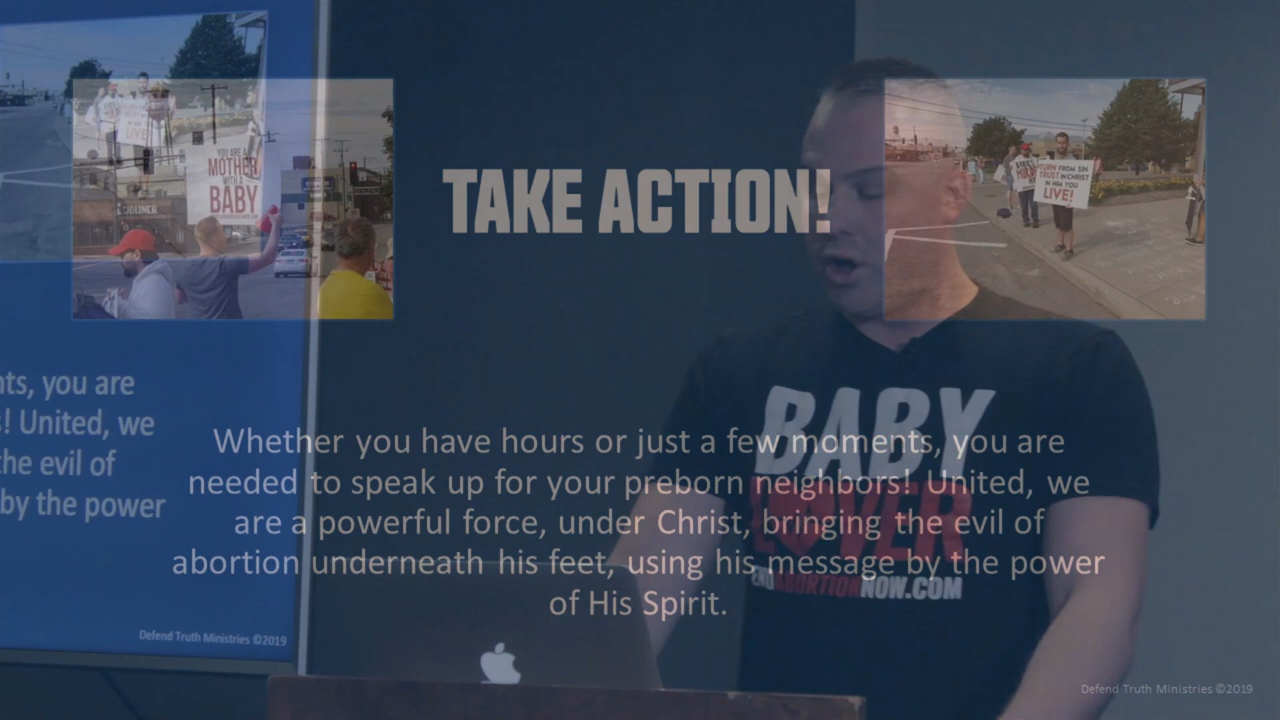 TAKE ACTION!
YOU ARE A
MOTHER
WITH A
BABY
LIVE!
TURN FROM SIN
TRUST IN CHRIST
IN HIM YOU
LIVE!
nts, you are
s! United, we
the evil of
by the power
Defend Truth Ministries ©2019
Whether you have hours or just a few moments, you are
needed to speak up for your preborn neighbors! United, we
are a powerful force, under Christ, bringing the evil of
abortion underneath his feet, using his message by the power
of His Spirit.
BABY
LOVER
ENDABORTIONNOW.COM
Defend Truth Ministries ©2019